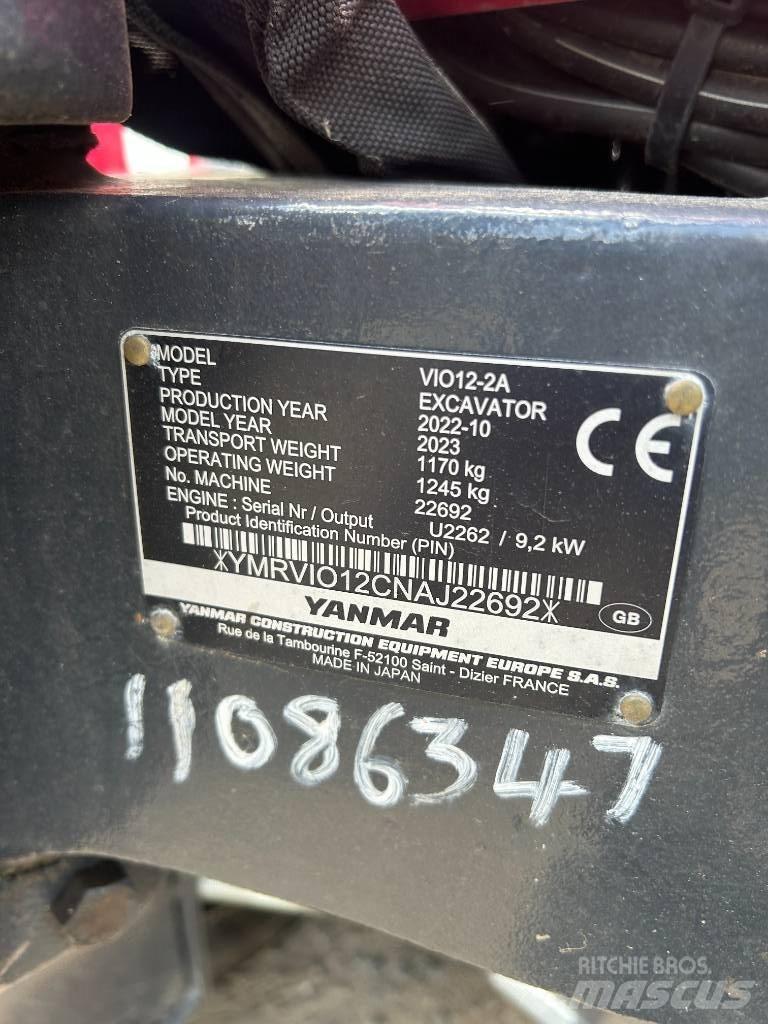 MODEL VIO12-2A
TYPE EXCAVATOR
PRODUCTION YEAR 2022-10
MODEL YEAR 2023
TRANSPORT WEIGHT 1170 kg
OPERATING WEIGHT 1245 kg
No. MACHINE 22692
ENGINE : Serial Nr / Output U2262 / 9,2 kW
Product Identification Number (PIN)
CE
*YMRVIO12CNAJ22692*
YANMAR
GB
YANMAR CONSTRUCTION EQUIPMENT EUROPE S.A.S.
Rue de la Tambourine F-52100 Saint - Dizier FRANCE
MADE IN JAPAN
11086347
RITCHIE BROS.
MASCUS